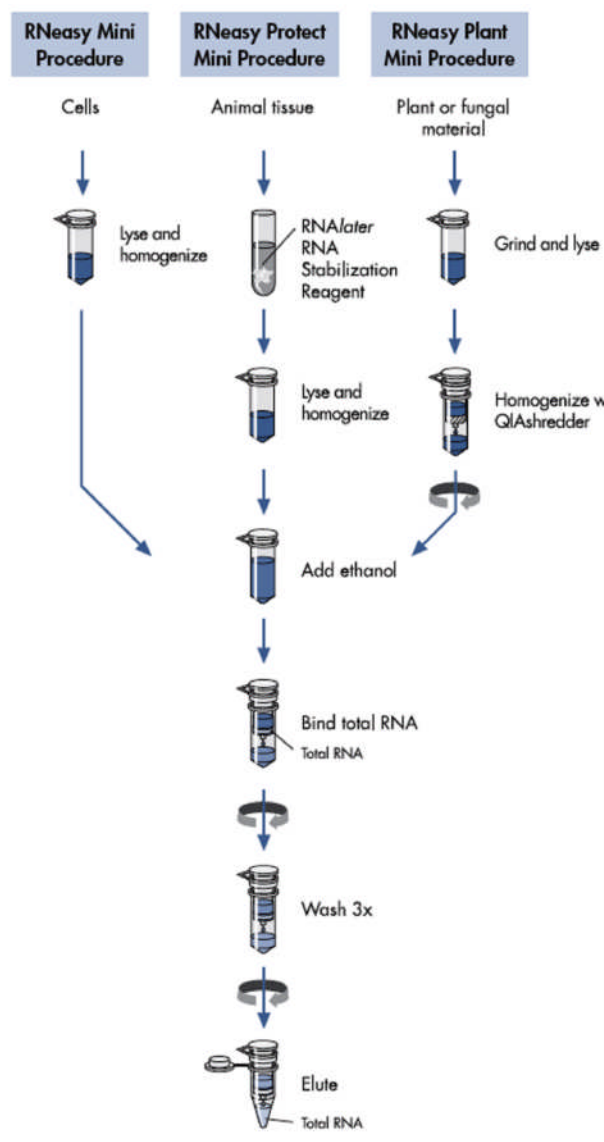 RNeasy Mini
Procedure
RNeasy Protect
Mini Procedure
RNeasy Plant
Mini Procedure
Cells
Animal tissue
Plant or fungal
material
Lyse and
homogenize
RNAlater
RNA
Stabilization
Reagent
Grind and lyse
Lyse and
homogenize
Homogenize w
QIAshredder
Add ethanol
Bind total RNA
Total RNA
Wash 3x
Elute
Total RNA